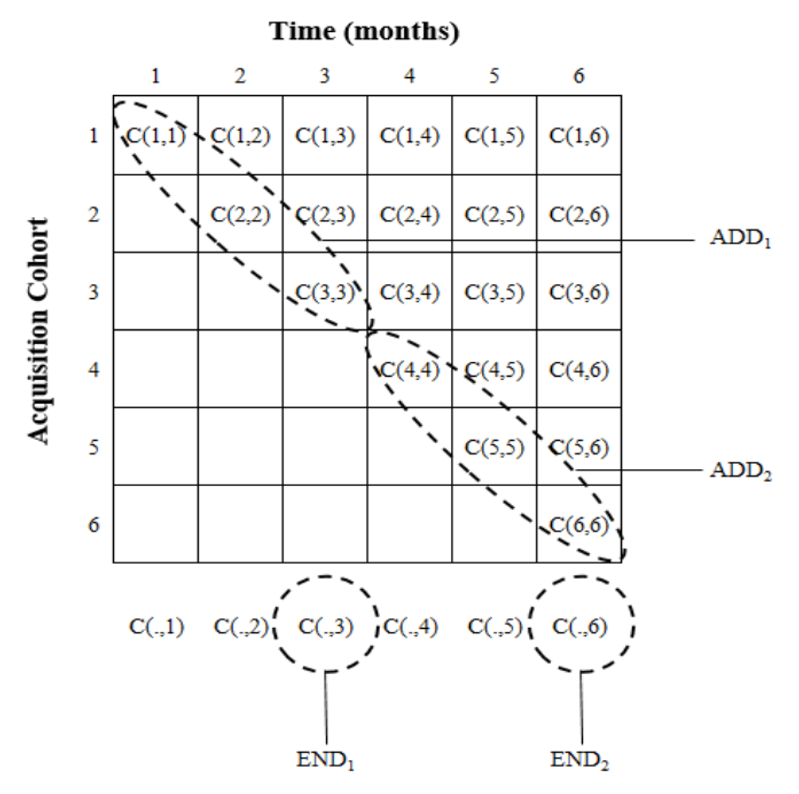 Time (months)
1 2 3 4 5 6
Acquisition Cohort
1 C(1,1) C(1,2) C(1,3) C(1,4) C(1,5) C(1,6)
2 C(2,2) C(2,3) C(2,4) C(2,5) C(2,6)
ADD₁
3 C(3,3) C(3,4) C(3,5) C(3,6)
4 C(4,4) C(4,5) C(4,6)
5 C(5,5) C(5,6)
ADD₂
6 C(6,6)
C(.,1) C(.,2) C(.,3) C(.,4) C(.,5) C(.,6)
END₁ END₂